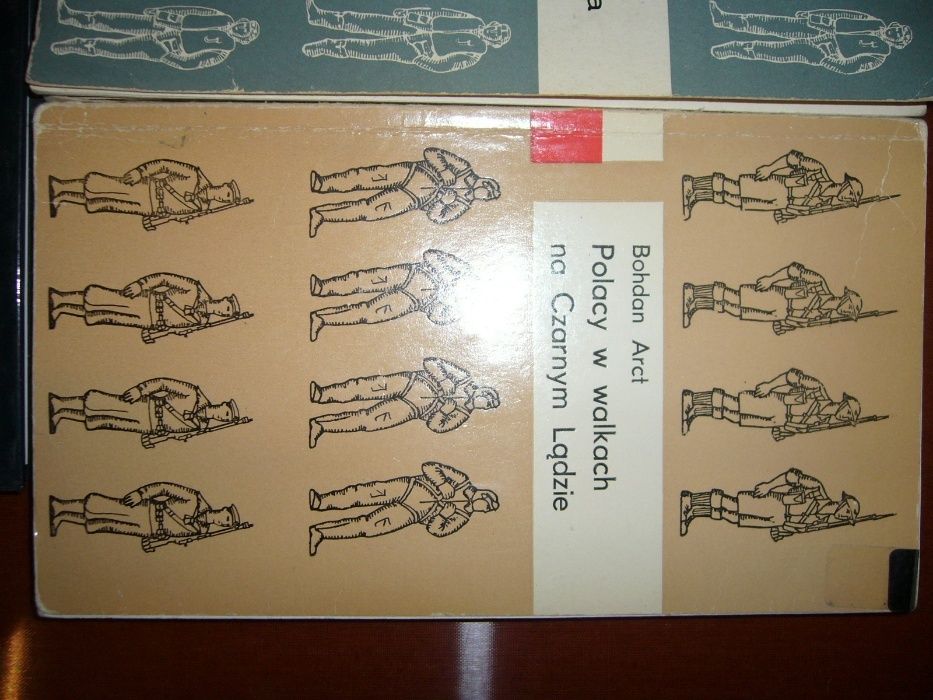 Bohdan Arct
Polacy w walkach
na Czarnym Lądzie
a